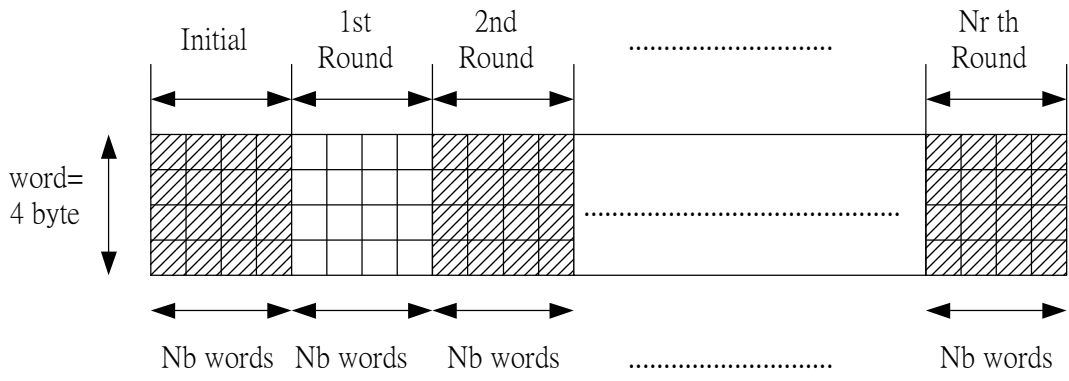 Initial
1st
Round
2nd
Round
..............................
Nr th
Round
word=
4 byte
..............................................
Nb words
Nb words
Nb words
..............................
Nb words